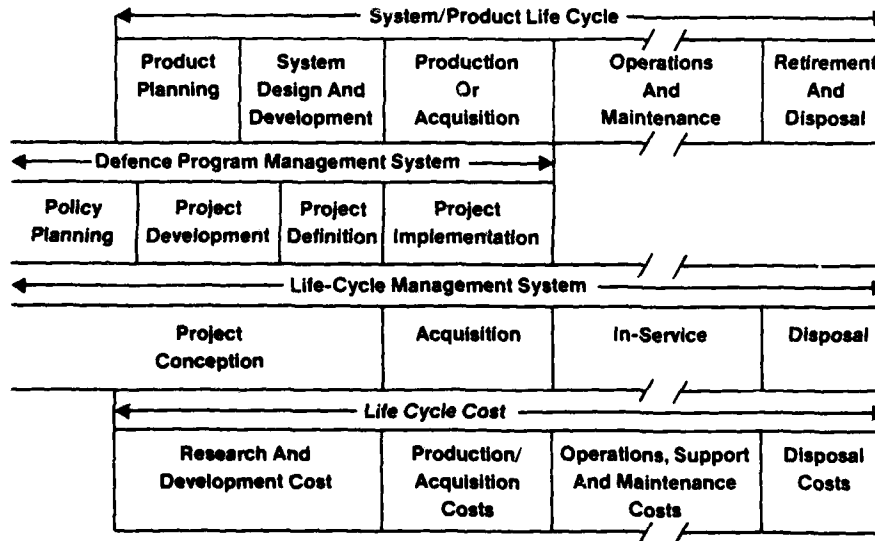 System/Product Life Cycle
Product
Planning
System
Design And
Development
Production
Or
Acquisition
Operations
And
Maintenance
Retirement
And
Disposal
Defence Program Management System
Policy
Planning
Project
Development
Project
Definition
Project
Implementation
Life-Cycle Management System
Project
Conception
Acquisition
In-Service
Disposal
Life Cycle Cost
Research And
Development Cost
Production/
Acquisition
Costs
Operations, Support
And Maintenance
Costs
Disposal
Costs